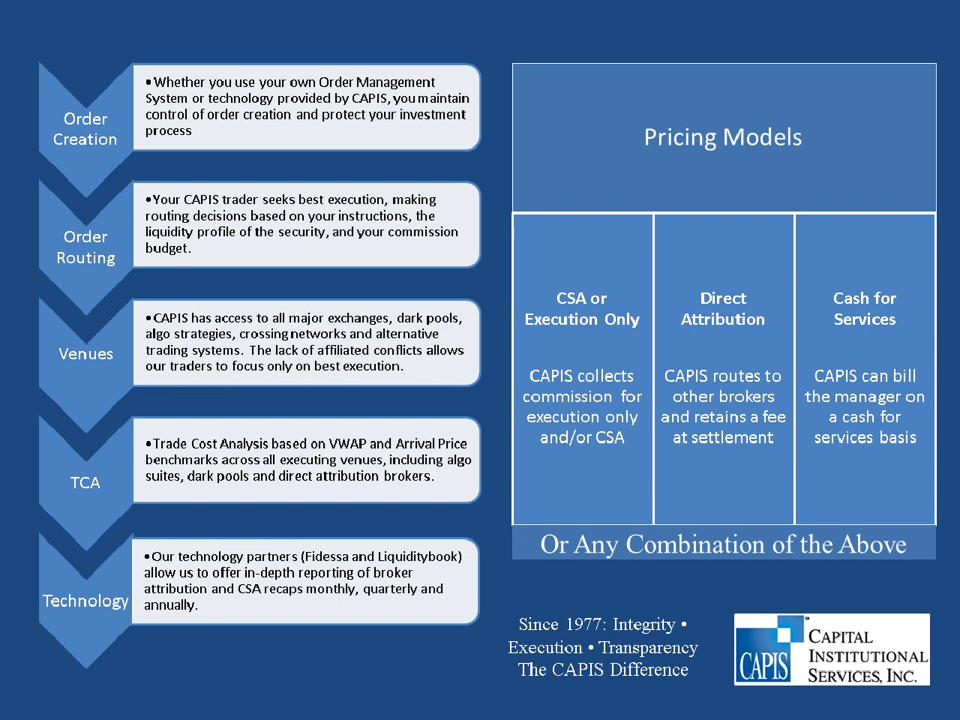 Order
Creation
•Whether you use your own Order Management
System or technology provided by CAPIS, you maintain
control of order creation and protect your investment
process
Order
Routing
•Your CAPIS trader seeks best execution, making
routing decisions based on your instructions, the
liquidity profile of the security, and your commission
budget.
Venues
•CAPIS has access to all major exchanges, dark pools,
algo strategies, crossing networks and alternative
trading systems. The lack of affiliated conflicts allows
our traders to focus only on best execution.
TCA
•Trade Cost Analysis based on VWAP and Arrival Price
benchmarks across all executing venues, including algo
suites, dark pools and direct attribution brokers.
Technology
•Our technology partners (Fidessa and Liquiditybook)
allow us to offer in-depth reporting of broker
attribution and CSA recaps monthly, quarterly and
annually.
Pricing Models
CSA or
Execution Only
CAPIS collects
commission for
execution only
and/or CSA
Direct
Attribution
CAPIS routes to
other brokers
and retains a fee
at settlement
Cash for
Services
CAPIS can bill
the manager on
a cash for
services basis
Or Any Combination of the Above
Since 1977: Integrity •
Execution • Transparency
The CAPIS Difference
CAPIS
CAPITAL
INSTITUTIONAL
SERVICES, INC.